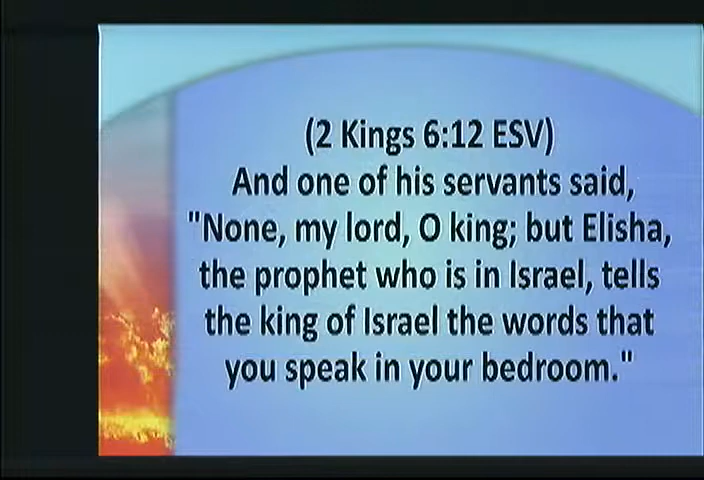 (2 Kings 6:12 ESV)
And one of his servants said,
"None, my lord, O king; but Elisha,
the prophet who is in Israel, tells
the king of Israel the words that
you speak in your bedroom."